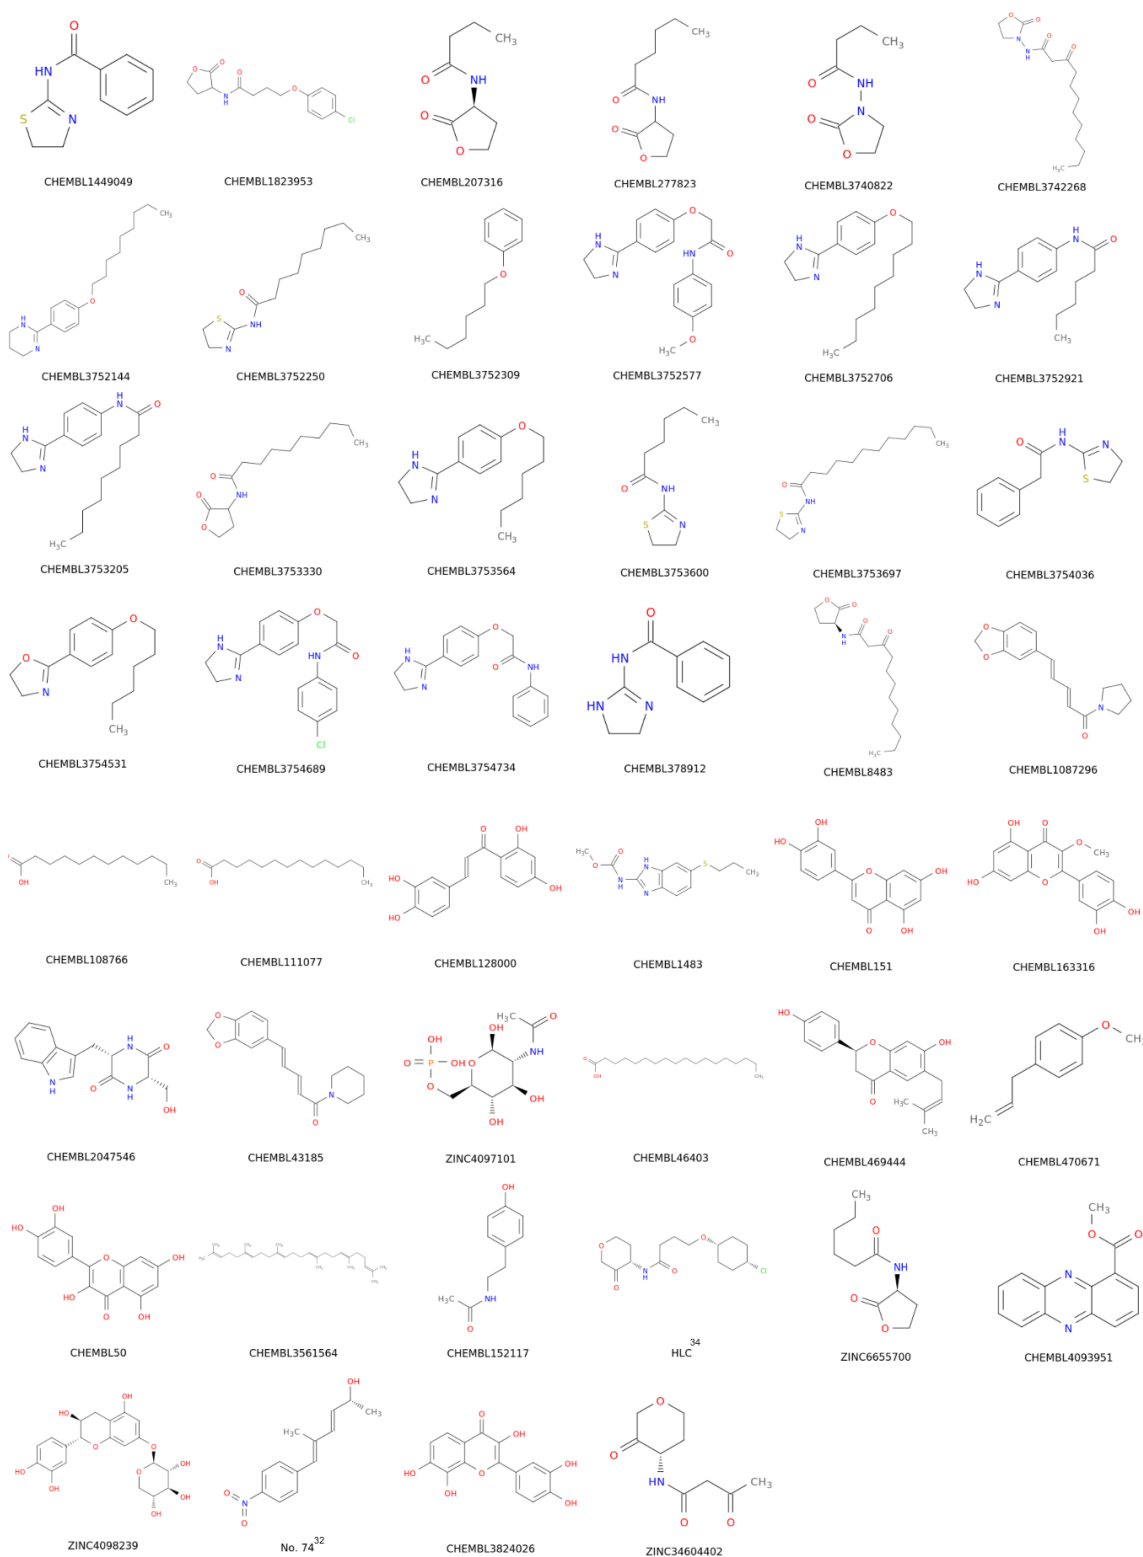 CHEMBL1449049 CHEMBL1823953 CHEMBL207316 CHEMBL277823 CHEMBL3740822 CHEMBL3742268
CHEMBL3752144 CHEMBL3752250 CHEMBL3752309 CHEMBL3752577 CHEMBL3752706 CHEMBL3752921
CHEMBL3753205 CHEMBL3753330 CHEMBL3753564 CHEMBL3753600 CHEMBL3753697 CHEMBL3754036
CHEMBL3754531 CHEMBL3754689 CHEMBL3754734 CHEMBL378912 CHEMBL8483 CHEMBL1087296
CHEMBL108766 CHEMBL111077 CHEMBL128000 CHEMBL1483 CHEMBL151 CHEMBL163316
CHEMBL2047546 CHEMBL43185 ZINC4097101 CHEMBL46403 CHEMBL469444 CHEMBL470671
CHEMBL50 CHEMBL3561564 CHEMBL152117 HLC34 ZINC6655700 CHEMBL4093951
ZINC4098239 No. 7432 CHEMBL3824026 ZINC34604402